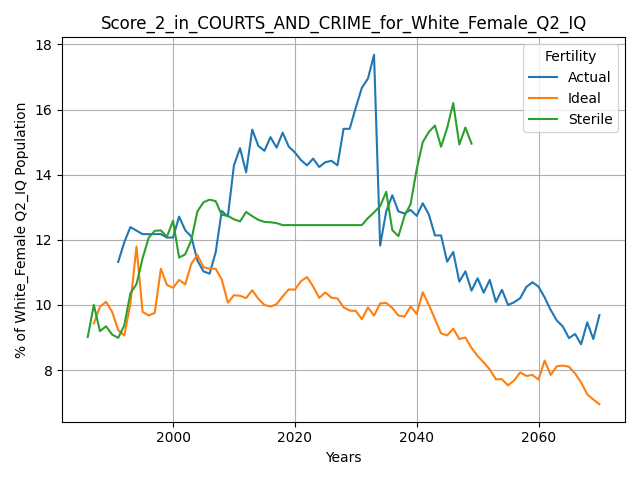 Score_2_in_COURTS_AND_CRIME_for_White_Female_Q2_IQ
% of White_Female Q2_IQ Population
18
16
14
12
10
8
Fertility
Actual
Ideal
Sterile
2000 2020 2040 2060
Years